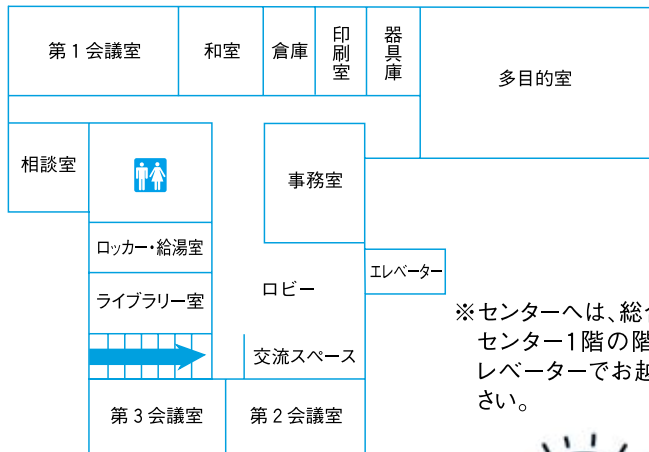 第1会議室
和室
倉庫
印刷室
器具庫
多目的室
相談室
事務室
ロッカー・給湯室
エレベーター
ライブラリー室
ロビー
交流スペース
第3会議室
第2会議室
※センターへは、総合
センター1階の階
レベーターでお越
さい。